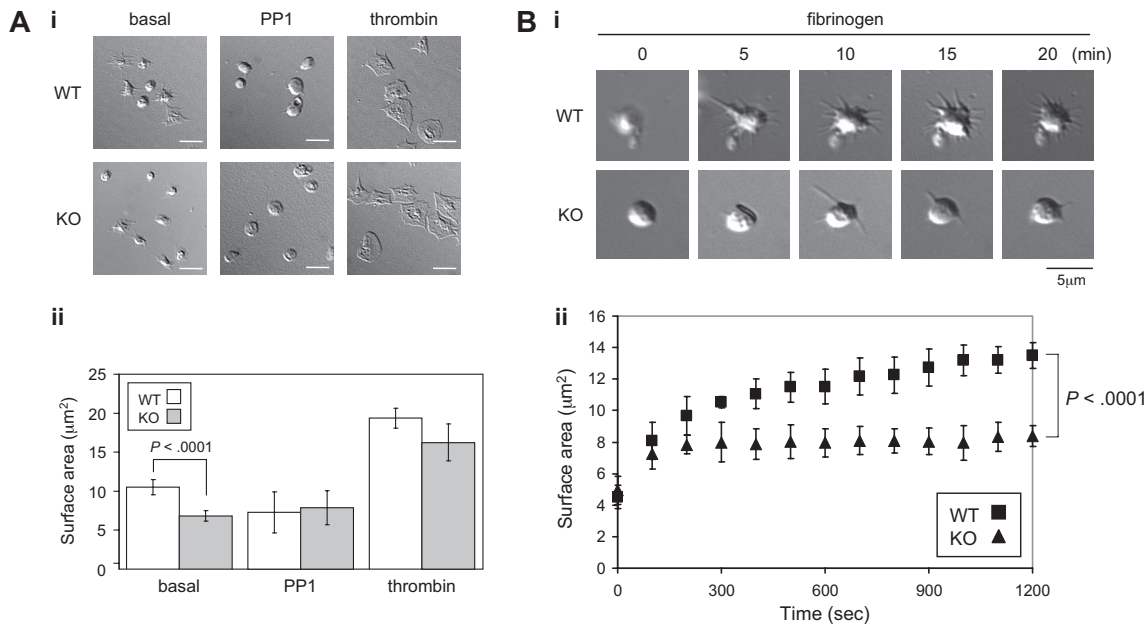 A
i
basal PP1 thrombin
WT
KO
ii
Surface area (μm²)
25
20
15
10
5
0
WT
KO
P < .0001
basal PP1 thrombin
B
i
fibrinogen
0 5 10 15 20 (min)
WT
KO
5μm
ii
Surface area (μm²)
16
14
12
10
8
6
4
2
0
P < .0001
WT
KO
0 300 600 900 1200
Time (sec)